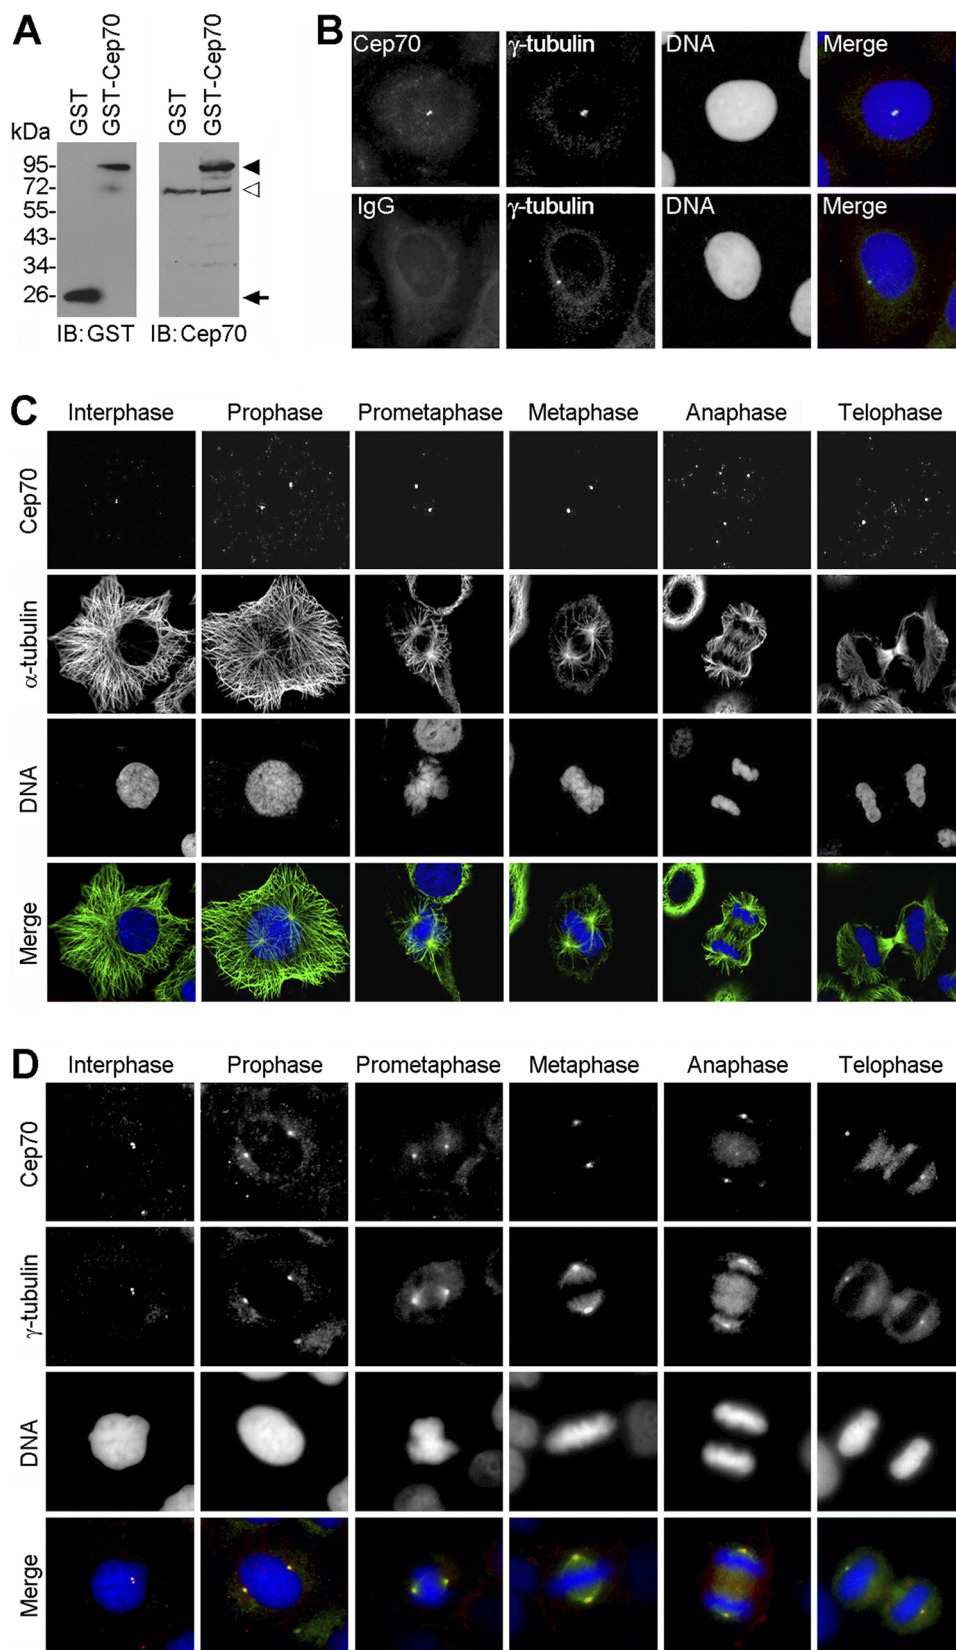 A
GST
GST-Cep70
GST
GST-Cep70
kDa
95-
72-
55-
43-
34-
26-
IB: GST
IB: Cep70
B
Cep70
γ-tubulin
DNA
Merge
IgG
γ-tubulin
DNA
Merge
C
Interphase
Prophase
Prometaphase
Metaphase
Anaphase
Telophase
Cep70
α-tubulin
DNA
Merge
D
Interphase
Prophase
Prometaphase
Metaphase
Anaphase
Telophase
Cep70
γ-tubulin
DNA
Merge